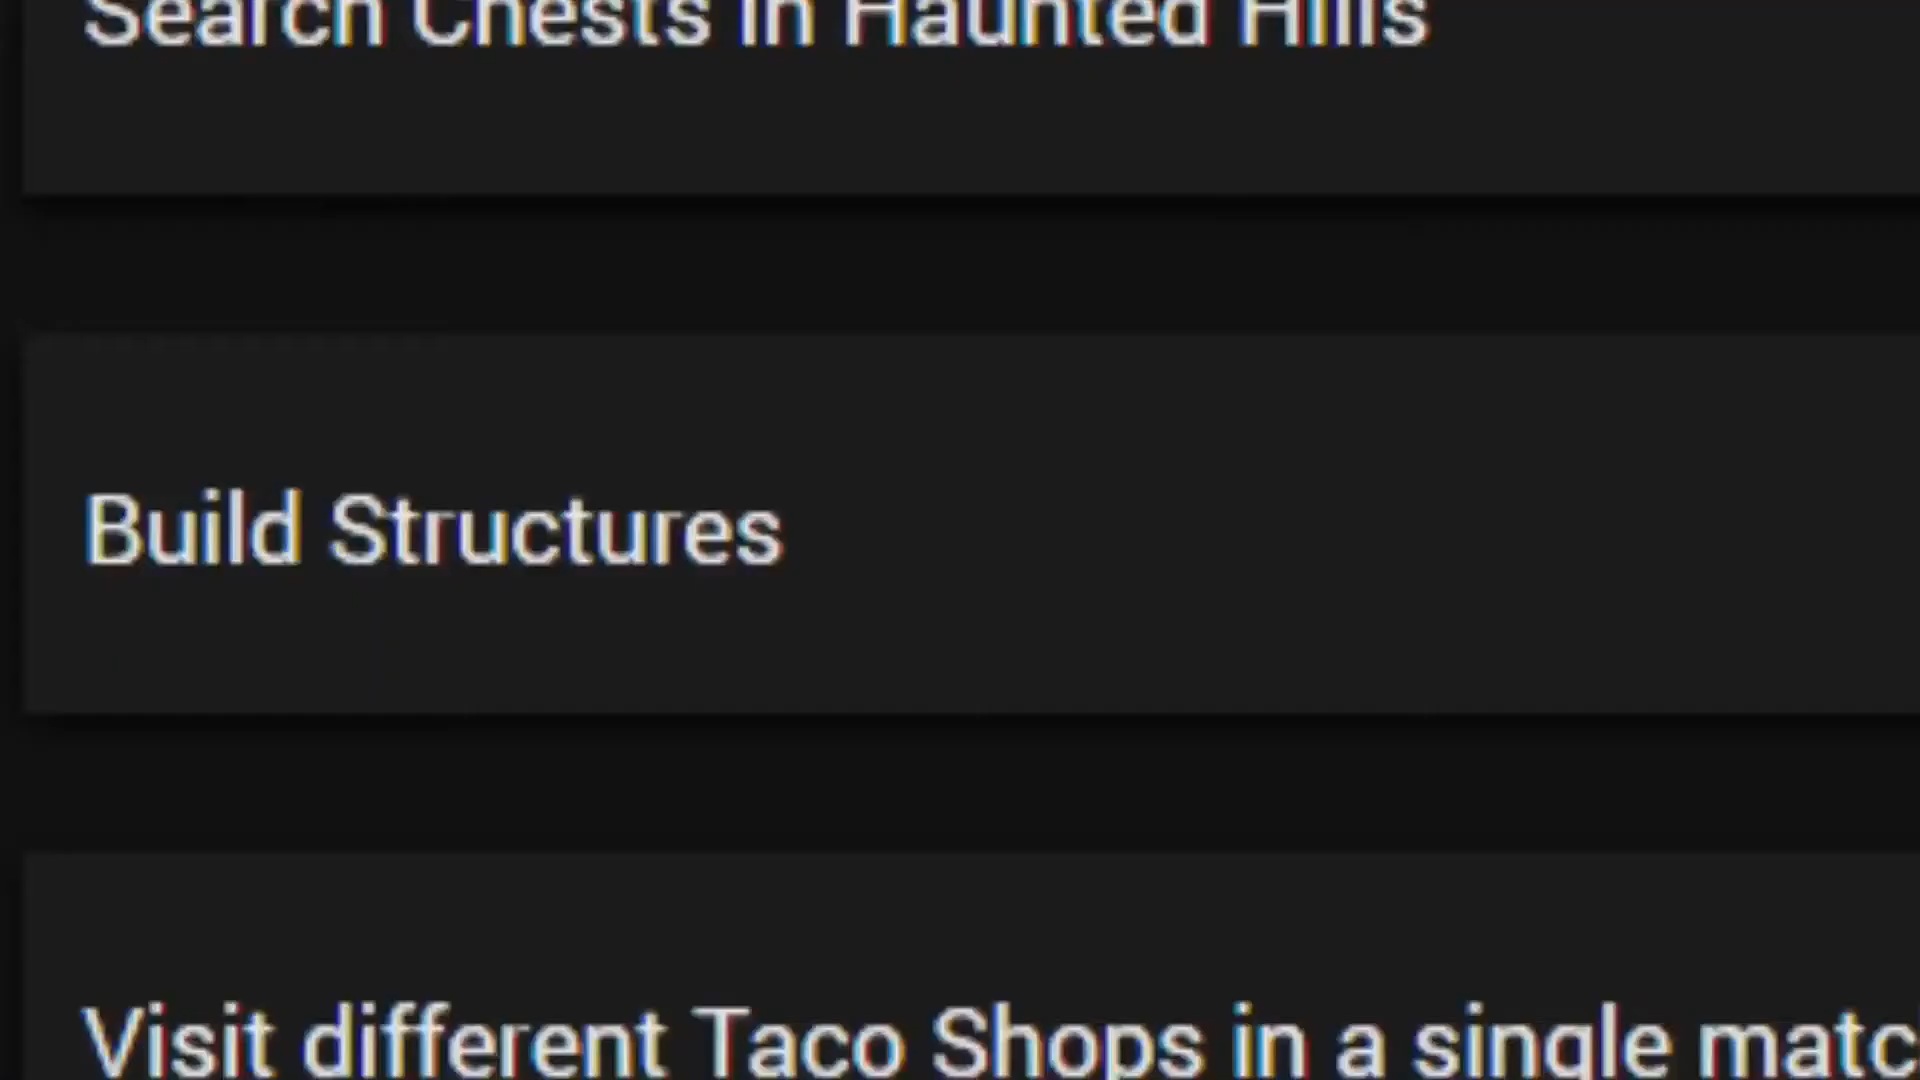 Search Chests in Haunted Hills
Build Structures
Visit different Taco Shops in a single matc